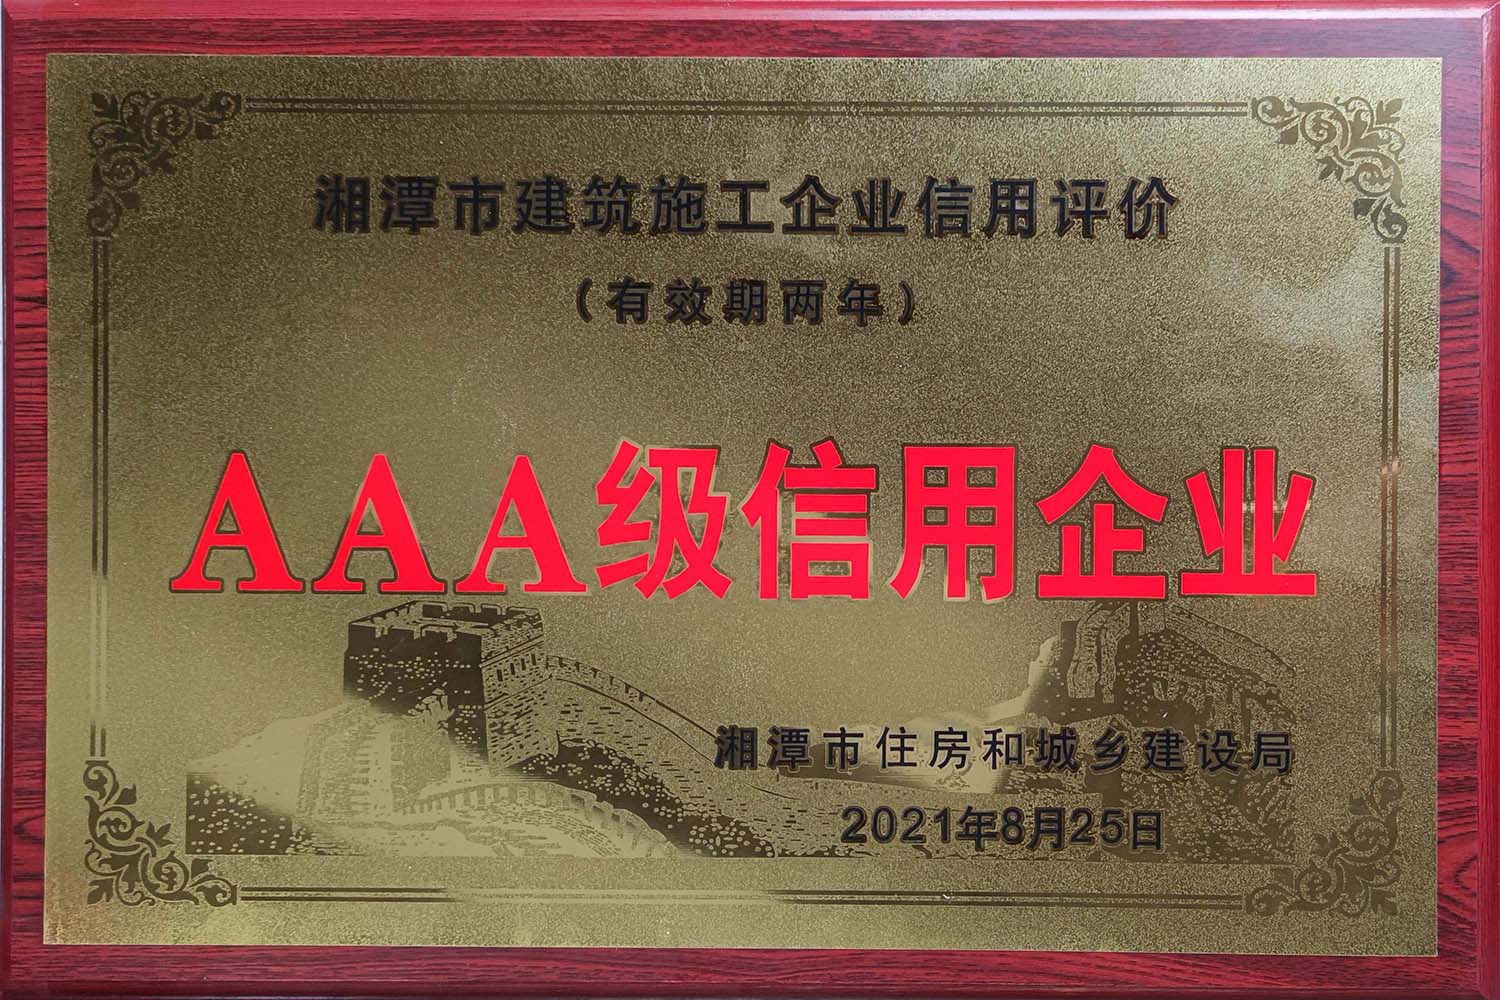 湘潭市建筑施工企业信用评价
（有效期两年）
AAA级信用企业
湘潭市住房和城乡建设局
2021年8月25日